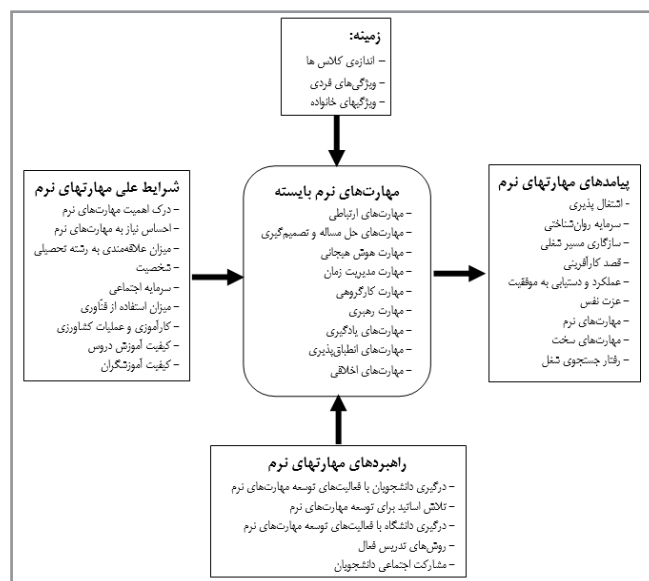 زمینه:
– اندازه‌ی کلاس ها
– ویژگی‌های فردی
– ویژگیهای خانواده
شرایط علی مهارتهای نرم
– درک اهمیت مهارت‌های نرم
– احساس نیاز به مهارت‌های نرم
– میزان علاقه‌مندی به رشته تحصیلی
– شخصیت
– سرمایه اجتماعی
– میزان استفاده از فنّاوری
– کارآموزی و عملیات کشاورزی
– کیفیت آموزش دروس
– کیفیت آموزشگران
مهارت‌های نرم بایسته
– مهارت‌های ارتباطی
– مهارت‌های حل مساله و تصمیم‌گیری
– مهارت هوش هیجانی
– مهارت مدیریت زمان
– مهارت کارگروهی
– مهارت رهبری
– مهارت‌های یادگیری
– مهارت‌های انطباق‌پذیری
– مهارت‌های اخلاقی
پیامدهای مهارتهای نرم
– اشتغال پذیری
– سرمایه روان‌شناختی
– سازگاری مسیر شغلی
– قصد کارآفرینی
– عملکرد و دستیابی به موفقیت
– عزت نفس
– مهارت‌های نرم
– مهارت‌های سخت
– رفتار جستجوی شغل
راهبردهای مهارتهای نرم
– درگیری دانشجویان با فعالیت‌های توسعه مهارت‌های نرم
– تلاش اساتید برای توسعه مهارت‌های نرم
– درگیری دانشگاه با فعالیت‌های توسعه مهارت‌های نرم
– روش‌های تدریس فعال
– مشارکت اجتماعی دانشجویان